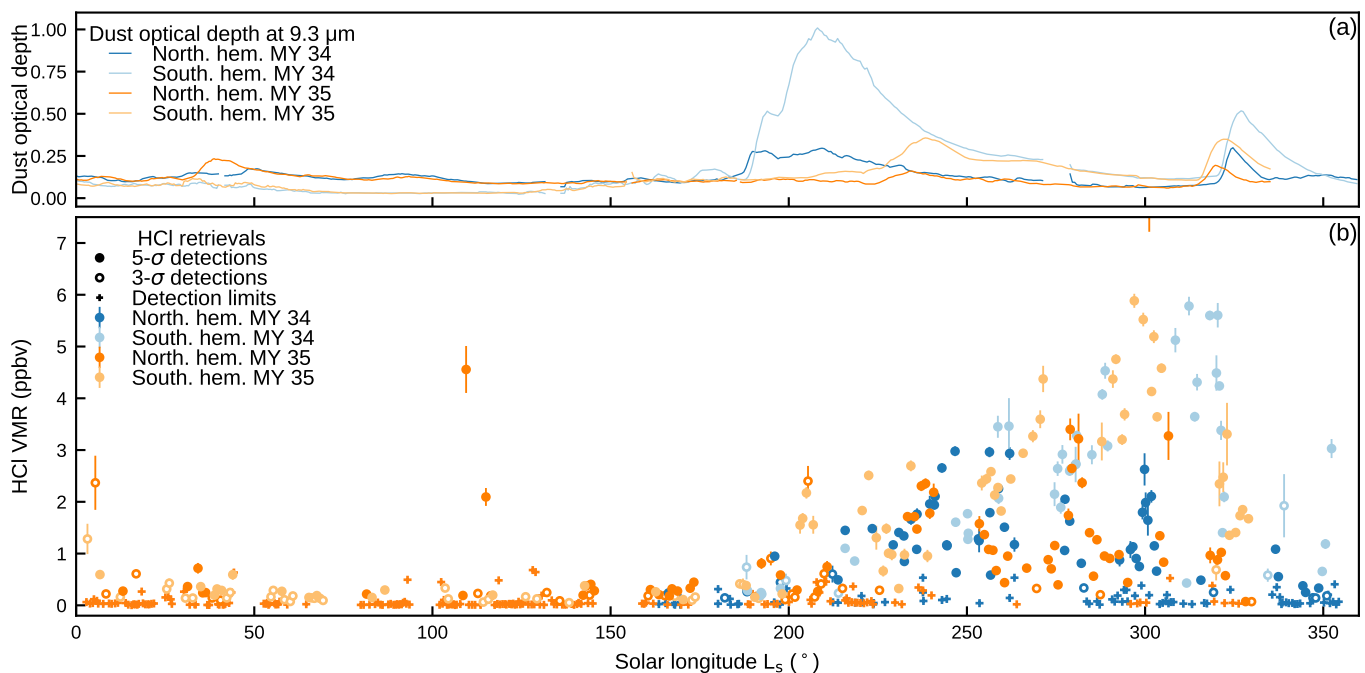 (a)
Dust optical depth
1.00
0.75
0.50
0.25
0.00
Dust optical depth at 9.3 μm
North. hem. MY 34
South. hem. MY 34
North. hem. MY 35
South. hem. MY 35
(b)
HCl VMR (ppbv)
7
6
5
4
3
2
1
0
HCl retrievals
5-σ detections
3-σ detections
Detection limits
North. hem. MY 34
South. hem. MY 34
North. hem. MY 35
South. hem. MY 35
0 50 100 150 200 250 300 350
Solar longitude Lₛ (°)